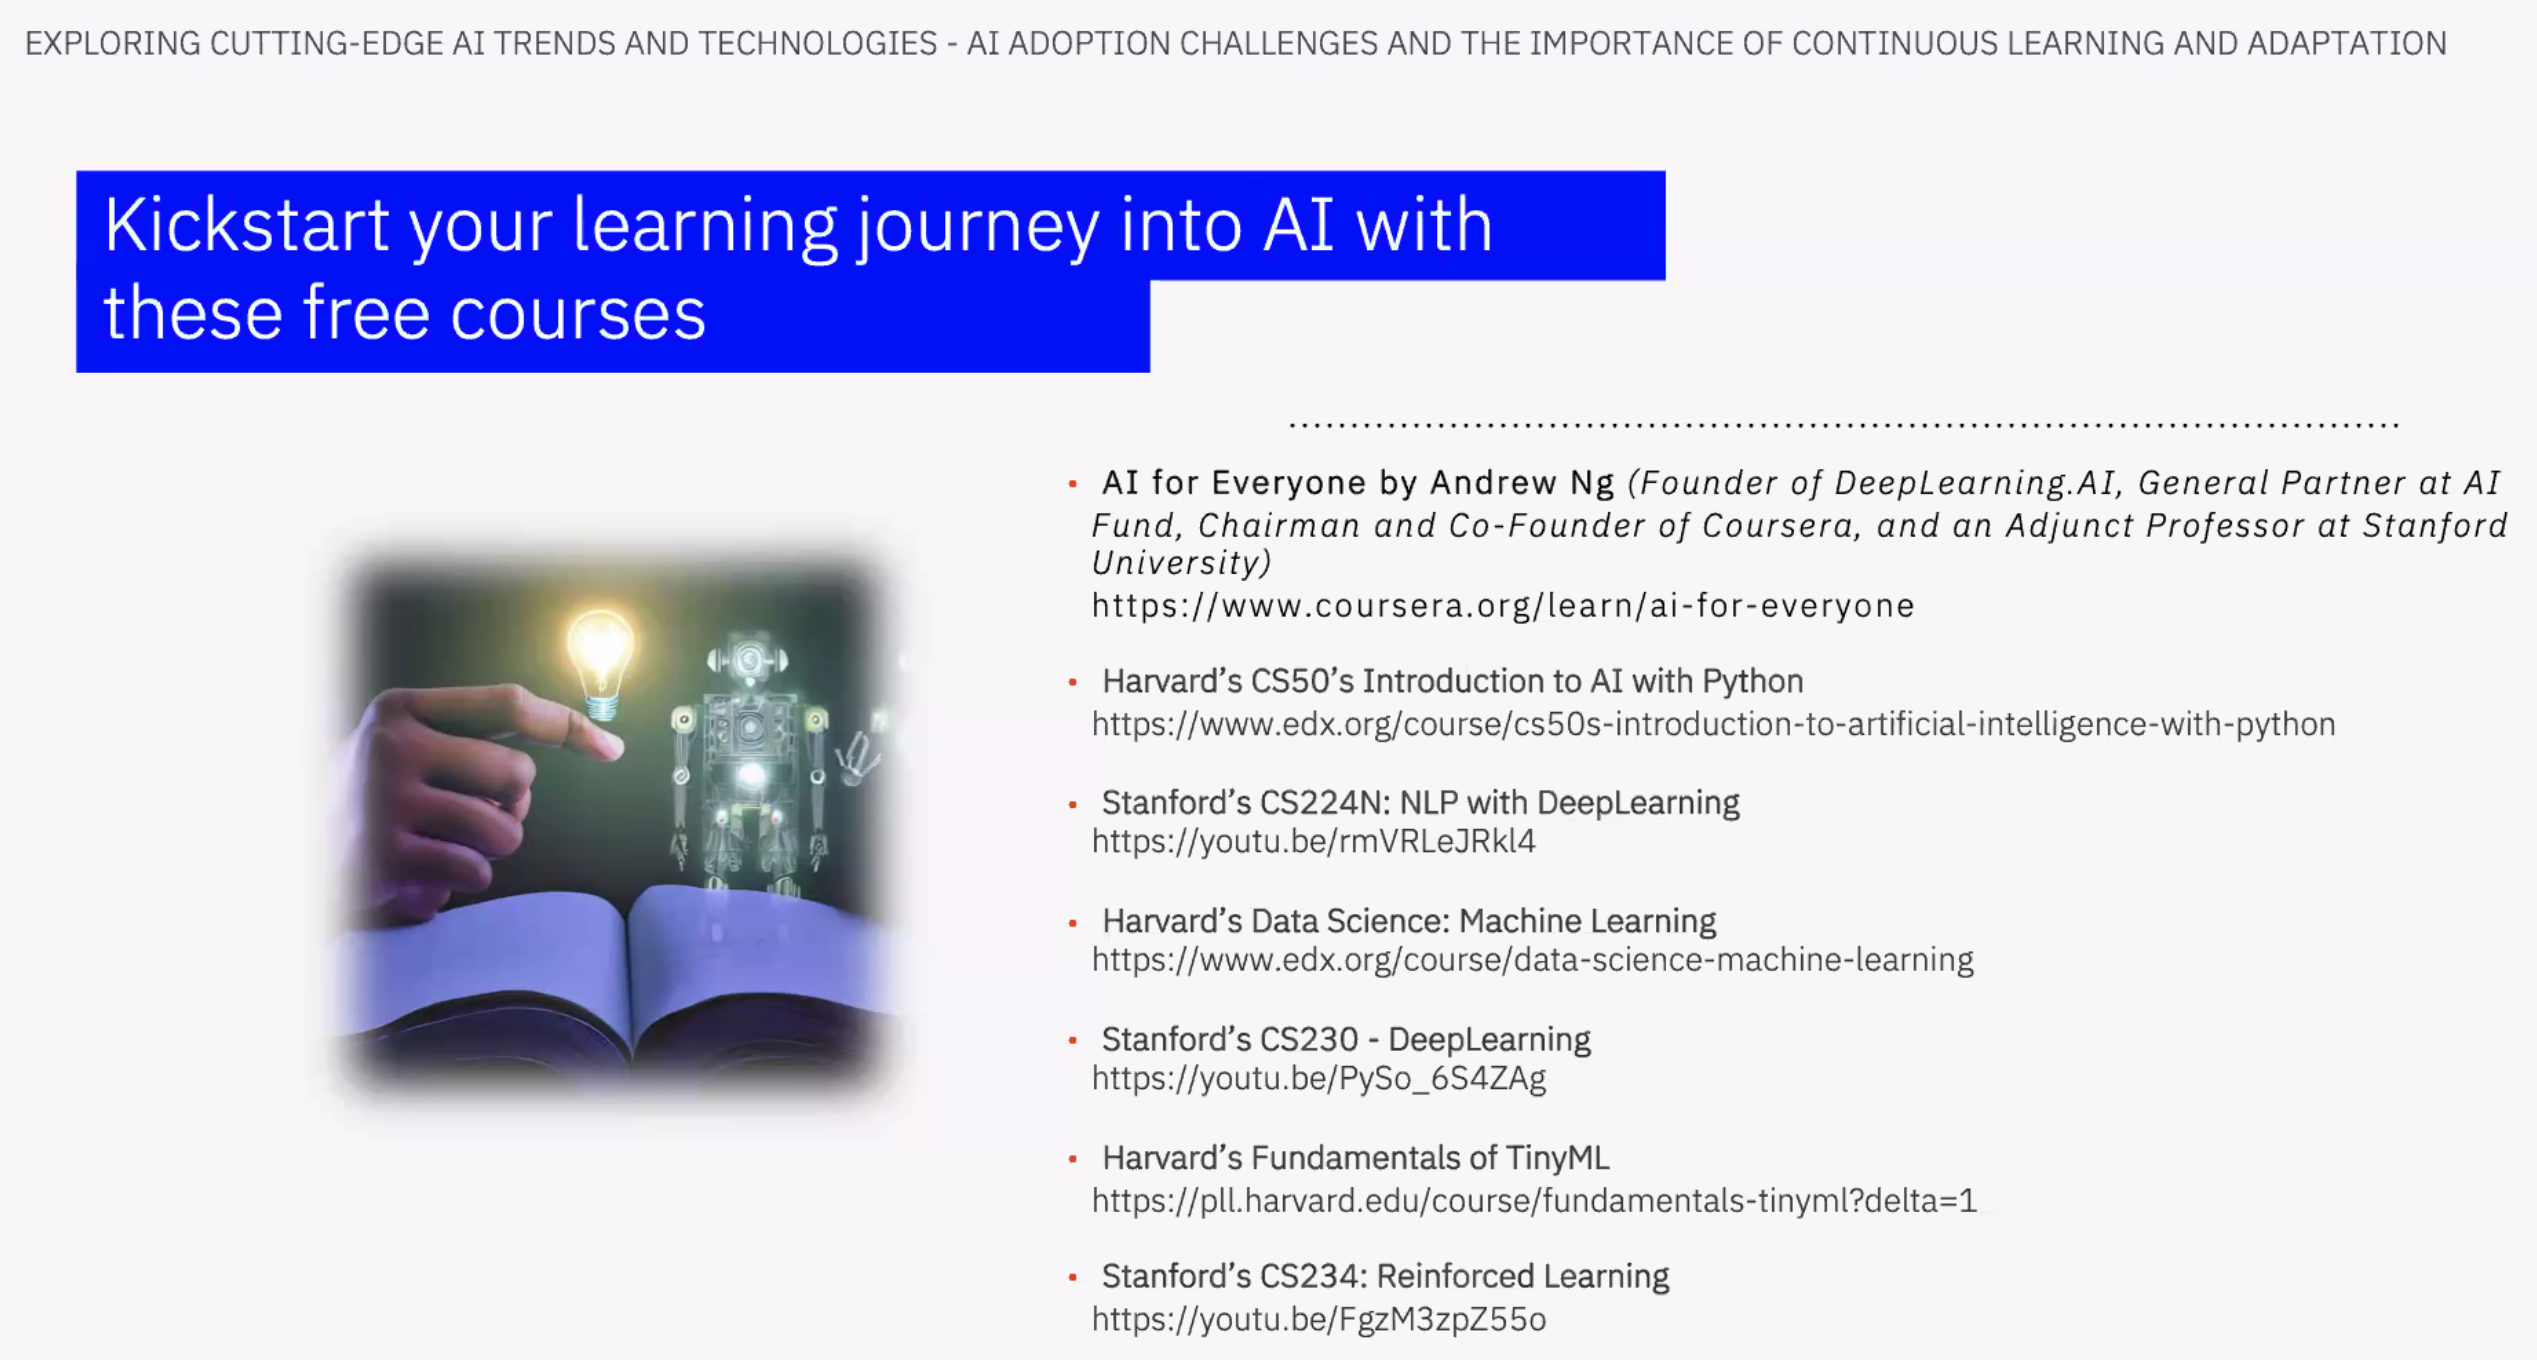 EXPLORING CUTTING-EDGE AI TRENDS AND TECHNOLOGIES - AI ADOPTION CHALLENGES AND THE IMPORTANCE OF CONTINUOUS LEARNING AND ADAPTATION
Kickstart your learning journey into AI with
these free courses
• AI for Everyone by Andrew Ng (Founder of DeepLearning.AI, General Partner at AI
Fund, Chairman and Co-Founder of Coursera, and an Adjunct Professor at Stanford
University)
https://www.coursera.org/learn/ai-for-everyone
• Harvard’s CS50’s Introduction to AI with Python
https://www.edx.org/course/cs50s-introduction-to-artificial-intelligence-with-python
• Stanford’s CS224N: NLP with DeepLearning
https://youtu.be/rmVRLeJRkl4
• Harvard’s Data Science: Machine Learning
https://www.edx.org/course/data-science-machine-learning
• Stanford’s CS230 - DeepLearning
https://youtu.be/PySo_6S4ZAg
• Harvard’s Fundamentals of TinyML
https://pll.harvard.edu/course/fundamentals-tinyml?delta=1
• Stanford’s CS234: Reinforced Learning
https://youtu.be/FgzM3zpZ55o